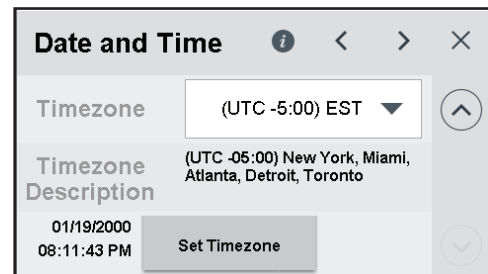 Date and Time
Timezone
(UTC -5:00) EST
Timezone
Description
(UTC -05:00) New York, Miami,
Atlanta, Detroit, Toronto
01/19/2000
08:11:43 PM
Set Timezone